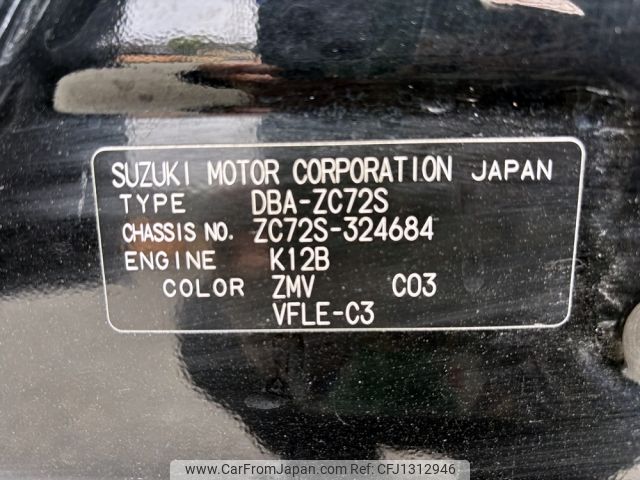 SUZUKI MOTOR CORPORATION JAPAN
TYPE DBA-ZC72S
CHASSIS NO. ZC72S-324684
ENGINE K12B
COLOR ZMV C03
VFLE-C3
www.CarFromJapan.com Ref No. CFJ1312946